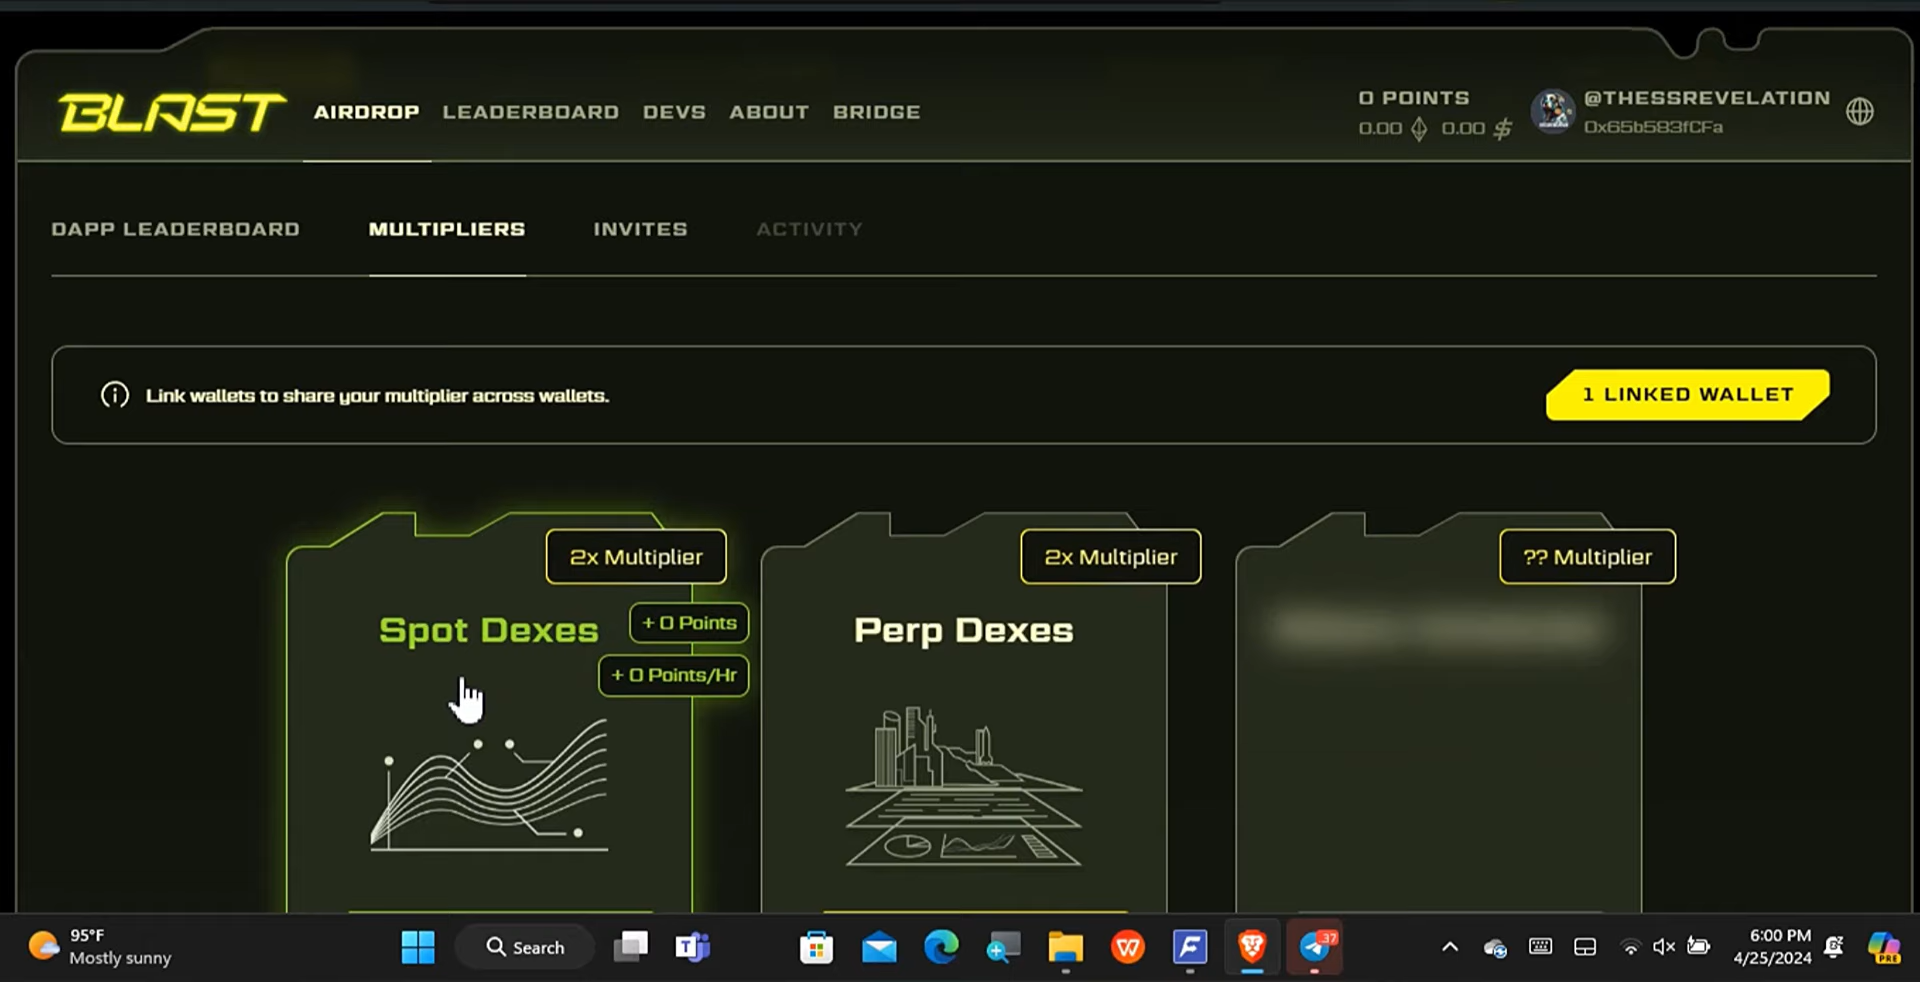 BLAST AIRDROP LEADERBOARD DEVS ABOUT BRIDGE
0 POINTS
0.00 0.00 $
@THESSREVELATION
0x65b583fCFa
DAPP LEADERBOARD MULTIPLIERS INVITES ACTIVITY
Link wallets to share your multiplier across wallets.
1 LINKED WALLET
2x Multiplier
Spot Dexes
+ 0 Points
+ 0 Points/Hr
2x Multiplier
Perp Dexes
?? Multiplier
95°F
Mostly sunny
Search
37
6:00 PM
4/25/2024
PRE